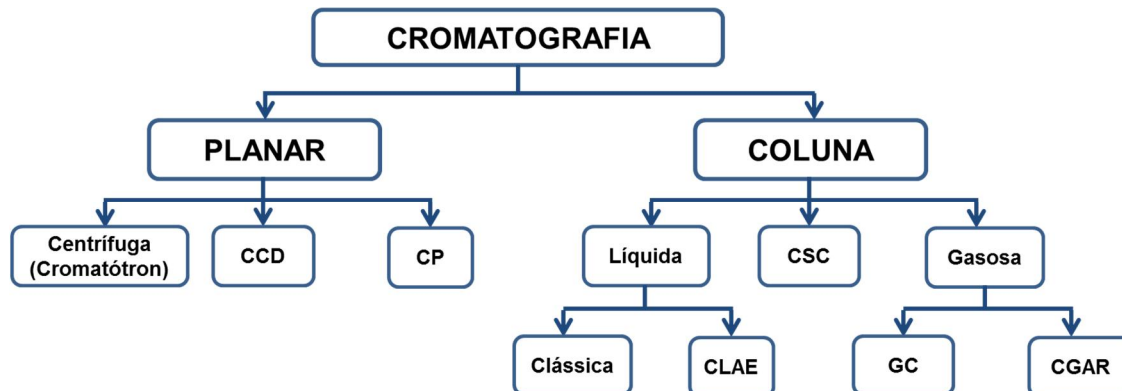 CROMATOGRAFIA
PLANAR
COLUNA
Centrífuga
(Cromatótron)
CCD
CP
Líquida
CSC
Gasosa
Clássica
CLAE
GC
CGAR